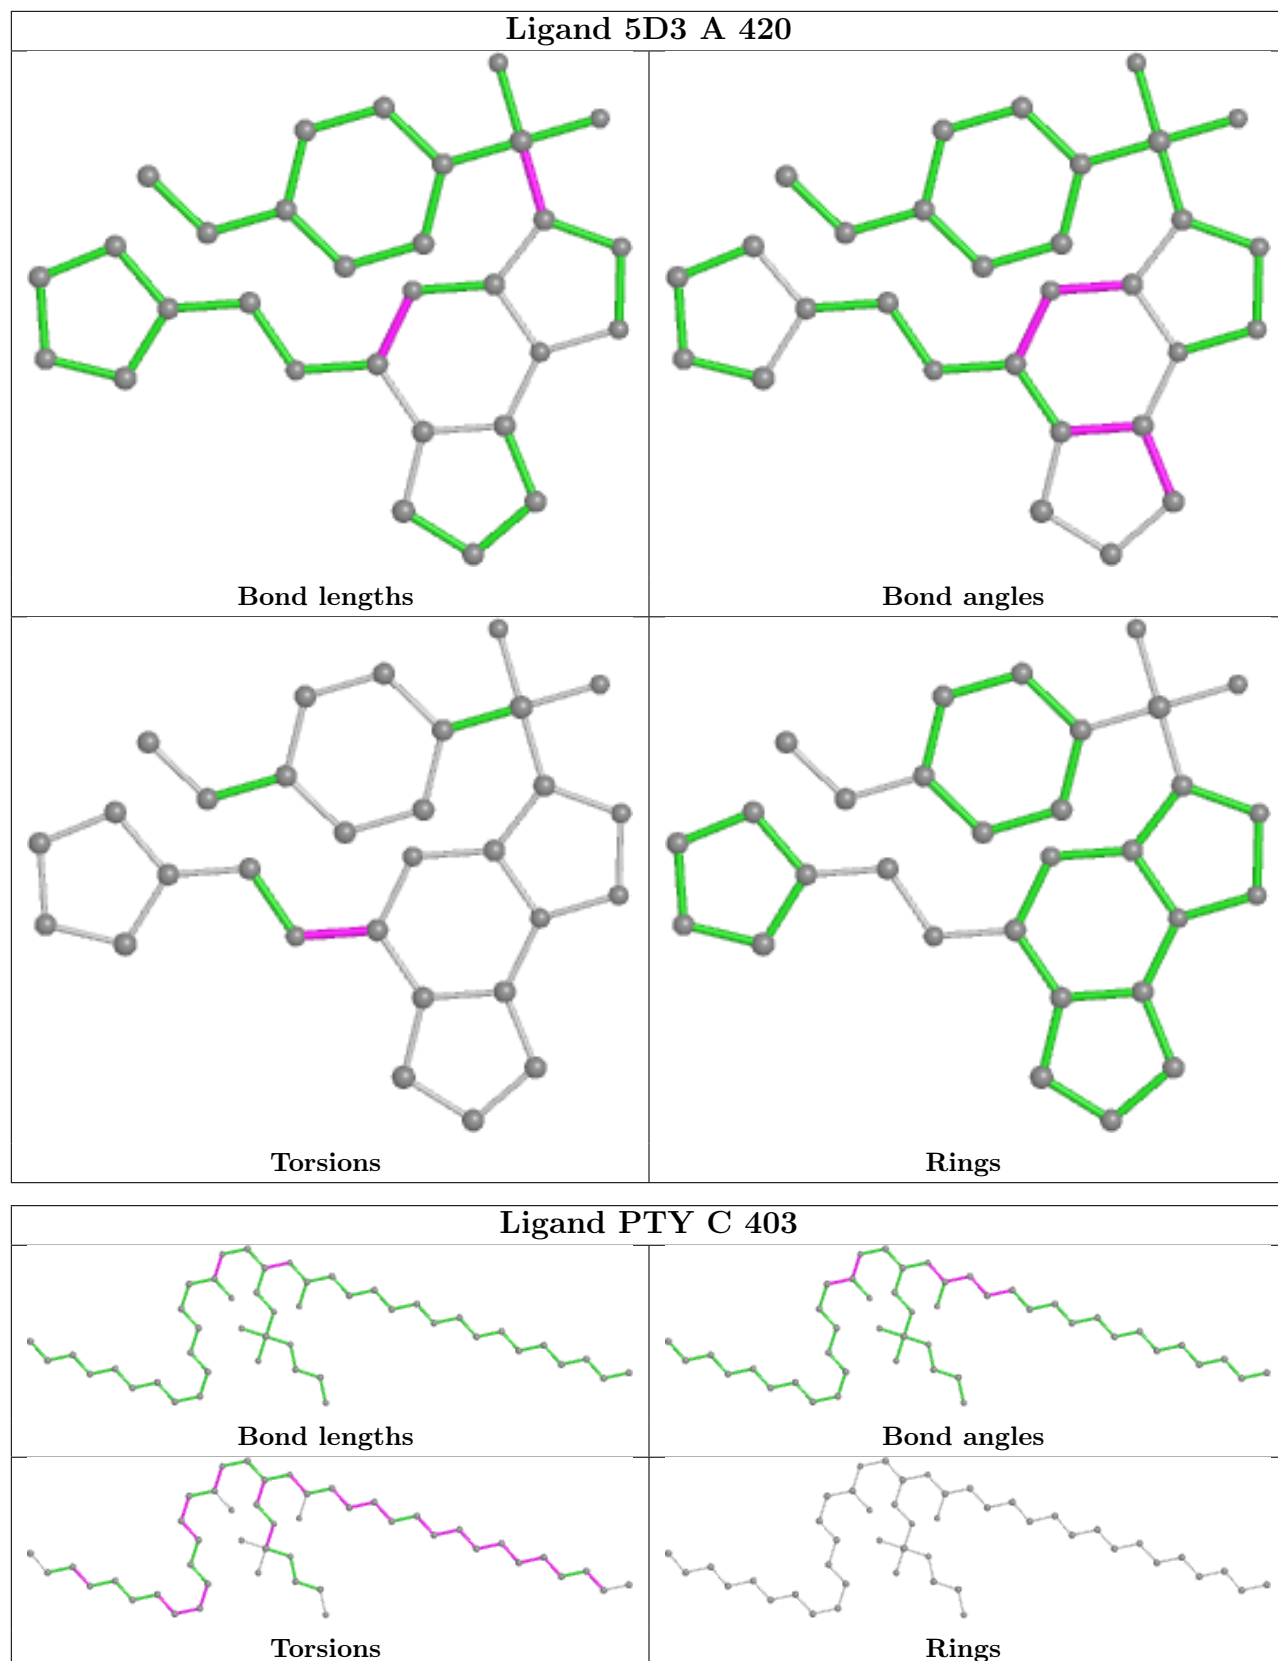 Ligand 5D3 A 420
Bond lengths
Bond angles
Torsions
Rings
Ligand PTY C 403
Bond lengths
Bond angles
Torsions
Rings